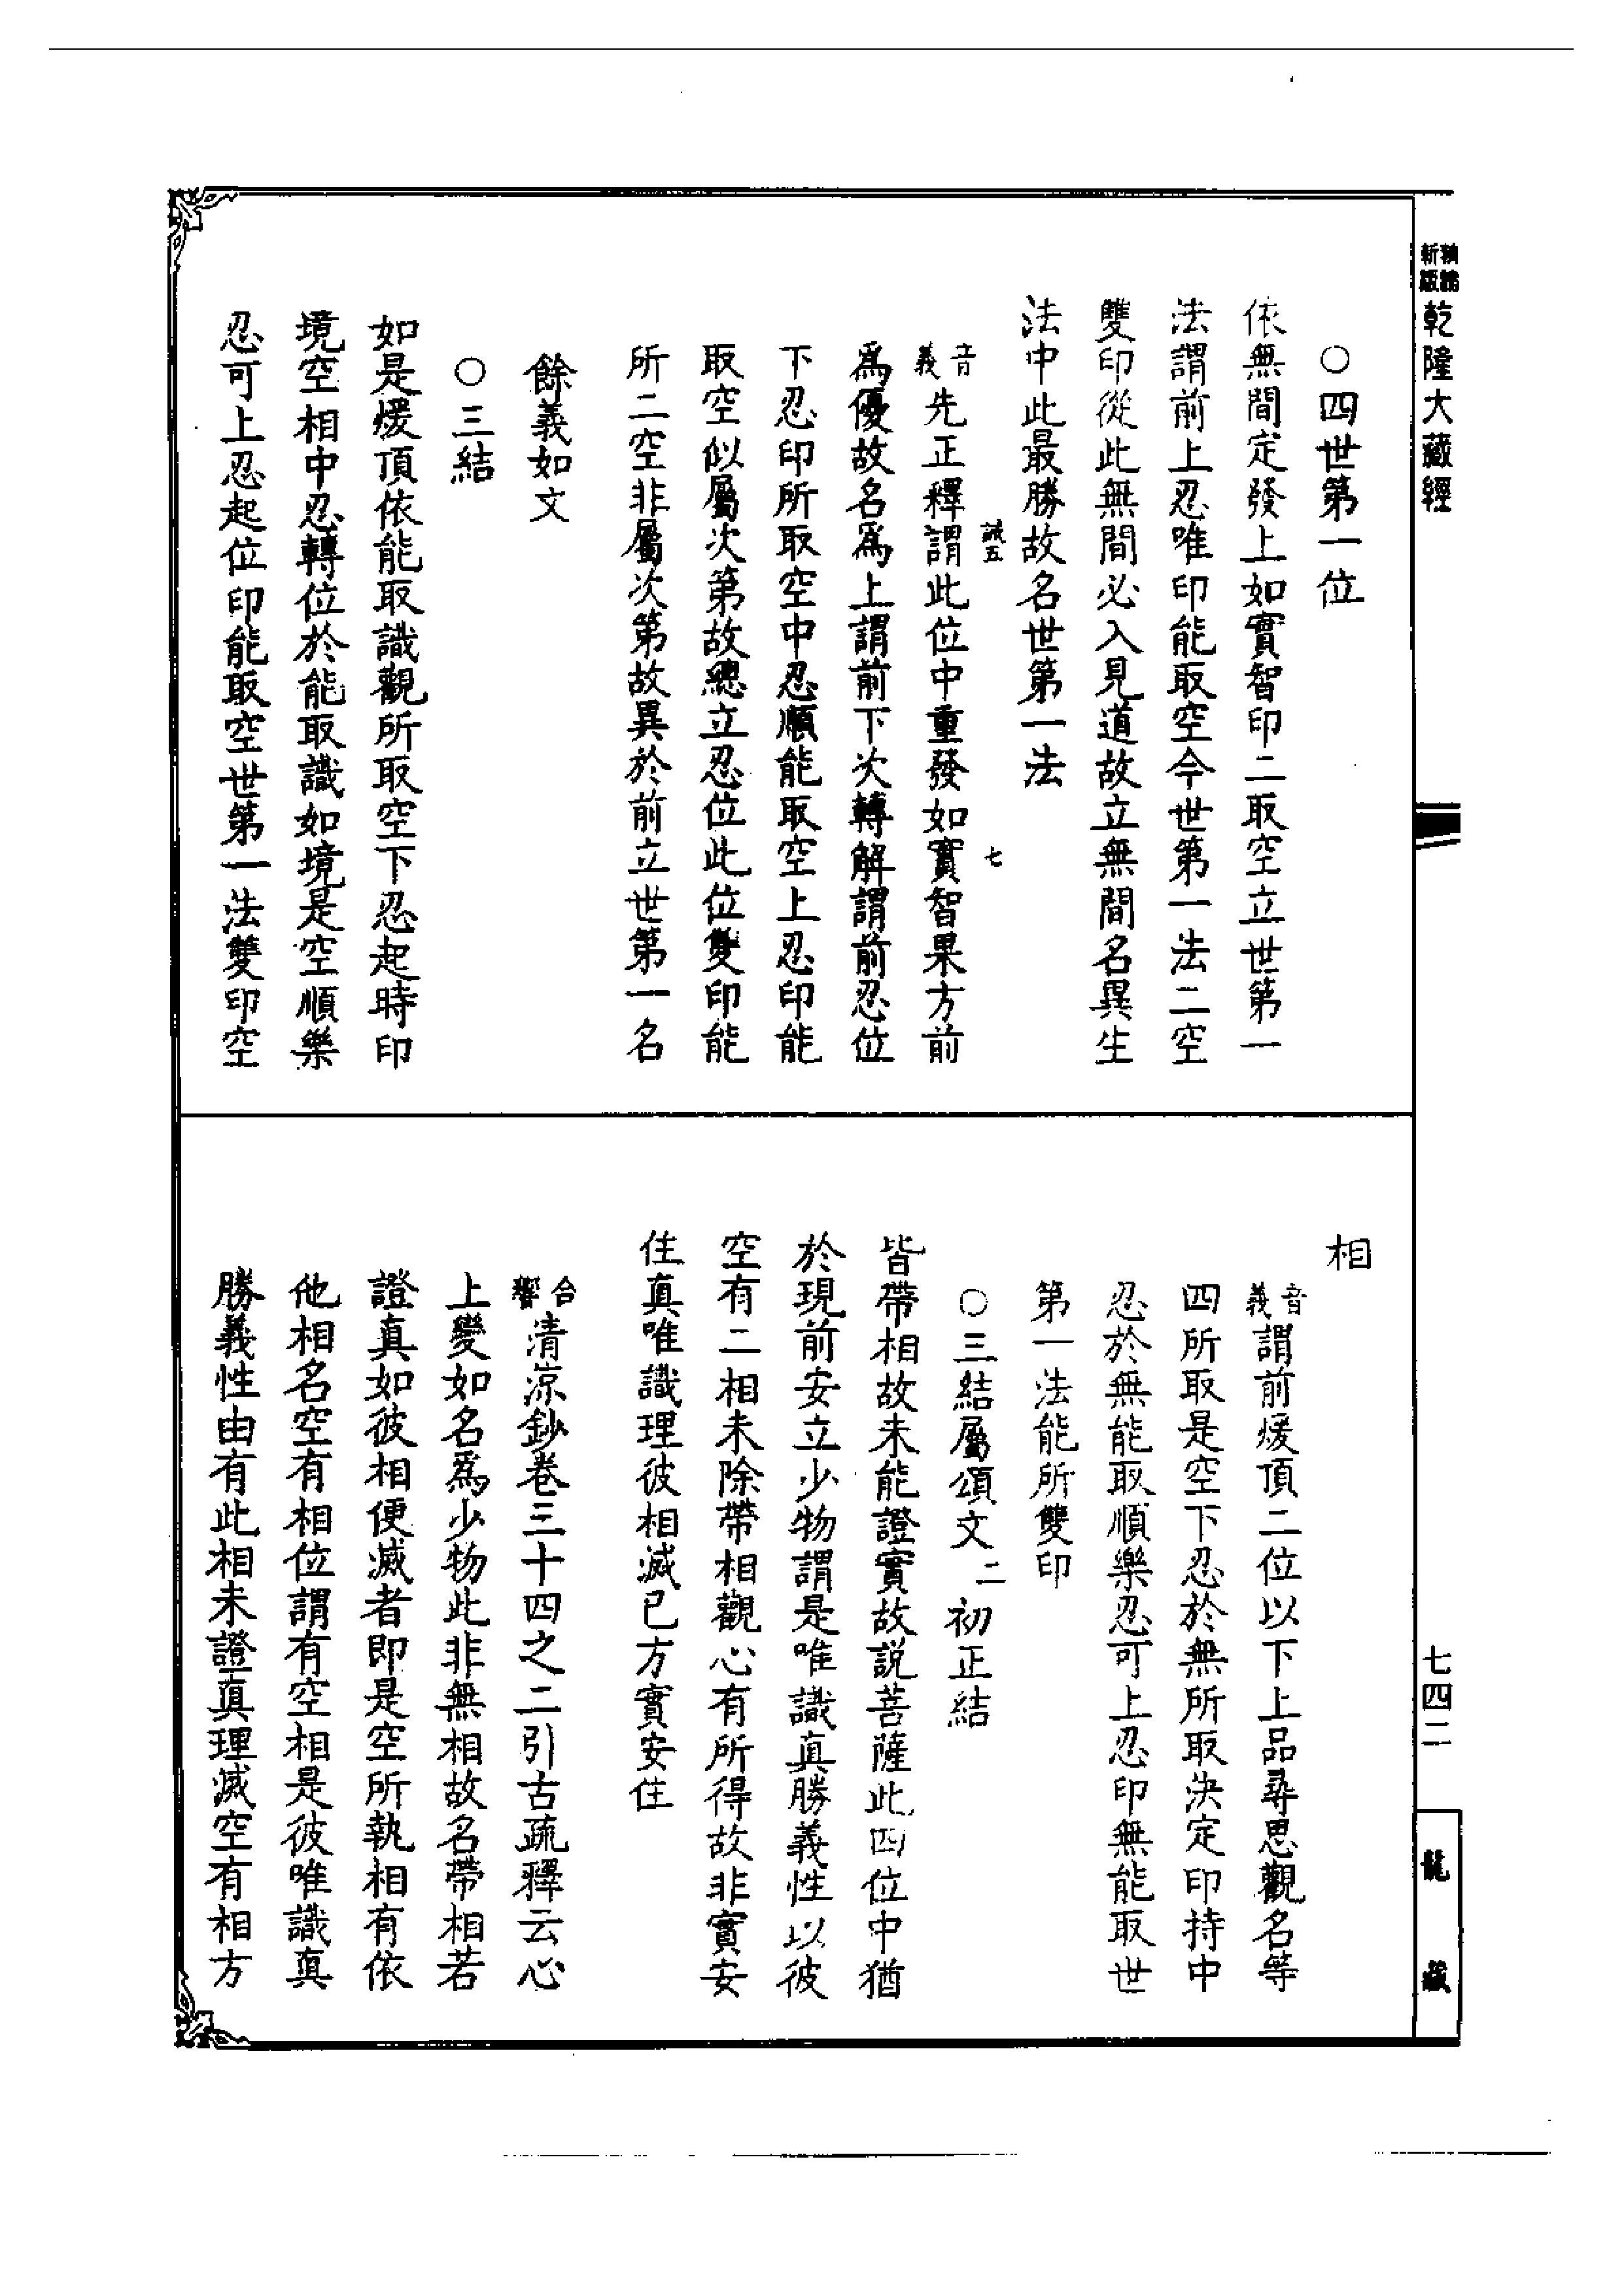 新編
縮版
乾隆大藏經
○四世第一位
依無間定發上如實智印二取空立世第一
法謂前上忍唯印能取空今世第一法二空
雙印從此無間必入見道故立無間名異生
法中此最勝故名世第一法
誠五
七
音義
先正釋謂此位中重發如實智果方前
為優故名為上謂前下次轉解謂前忍位
下忍印所取空中忍順能取空上忍印能
取空似屬次第故總立忍位此位雙印能
所二空非屬次第故異於前立世第一名
餘義如文
○三結
如是煖頂依能取識觀所取空下忍起時印
境空相中忍轉位於能取識如境是空順樂
忍可上忍起位印能取空世第一法雙印空
相
音義
謂前煖頂二位以下上品尋思觀名等
四所取是空下忍於無所取決定印持中
忍於無能取順樂忍可上忍印無能取世
第一法能所雙印
○三結屬頌文二 初正結
皆帶相故未能證實故說菩薩此四位中猶
於現前安立少物謂是唯識真勝義性以彼
空有二相未除帶相觀心有所得故非實安
住真唯識理彼相滅已方實安住
合響
清涼鈔卷三十四之二引古疏釋云心
上變如名為少物此非無相故名帶相若
證真如彼相便滅者即是空所執相有依
他相名空有相位謂有空相是彼唯識真
勝義性由有此相未證真理滅空有相方
七四二
龍藏